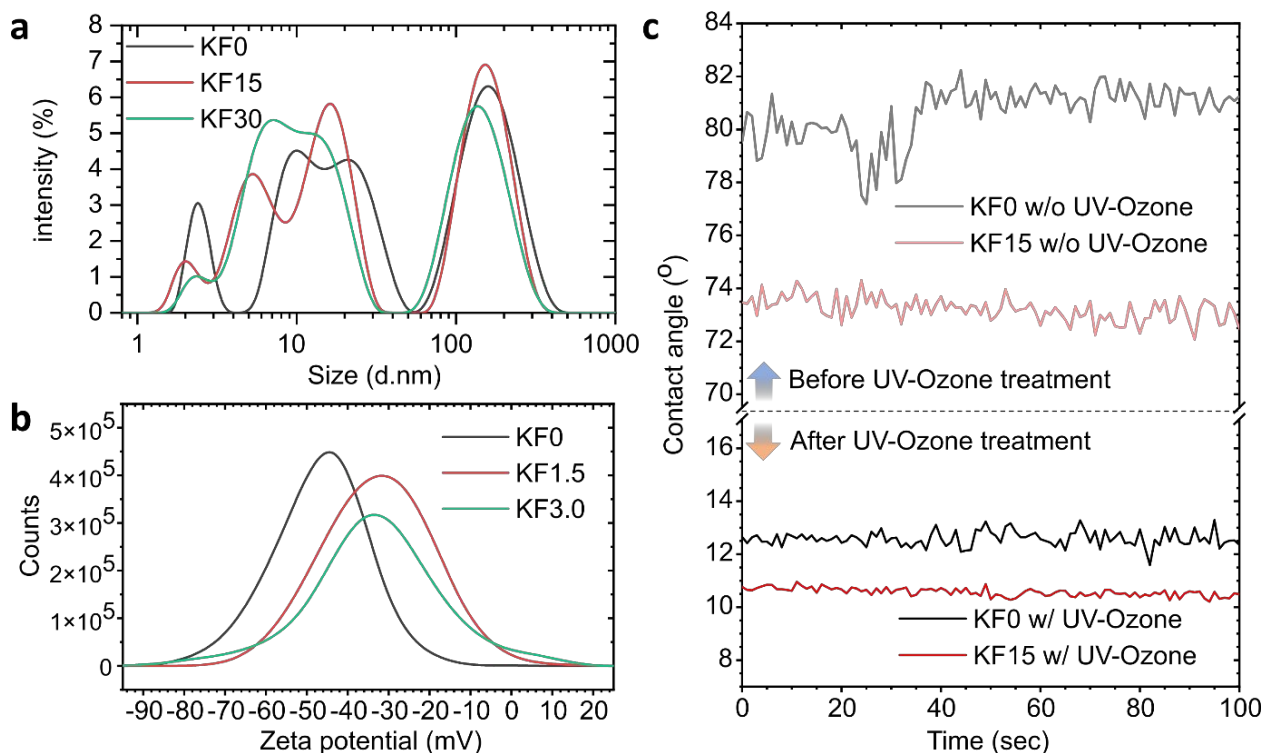 a
KF0
KF15
KF30
8
7
6
5
4
3
2
1
0
intensity (%)
1 10 100 1000
Size (d.nm)
b
KF0
KF1.5
KF3.0
5×10⁵
4×10⁵
3×10⁵
2×10⁵
1×10⁵
0
Counts
-90 -80 -70 -60 -50 -40 -30 -20 -10 0 10 20
Zeta potential (mV)
c
84
82
80
78
76
74
72
70
16
14
12
10
8
Contact angle (º)
KF0 w/o UV-Ozone
KF15 w/o UV-Ozone
Before UV-Ozone treatment
After UV-Ozone treatment
KF0 w/ UV-Ozone
KF15 w/ UV-Ozone
0 20 40 60 80 100
Time (sec)